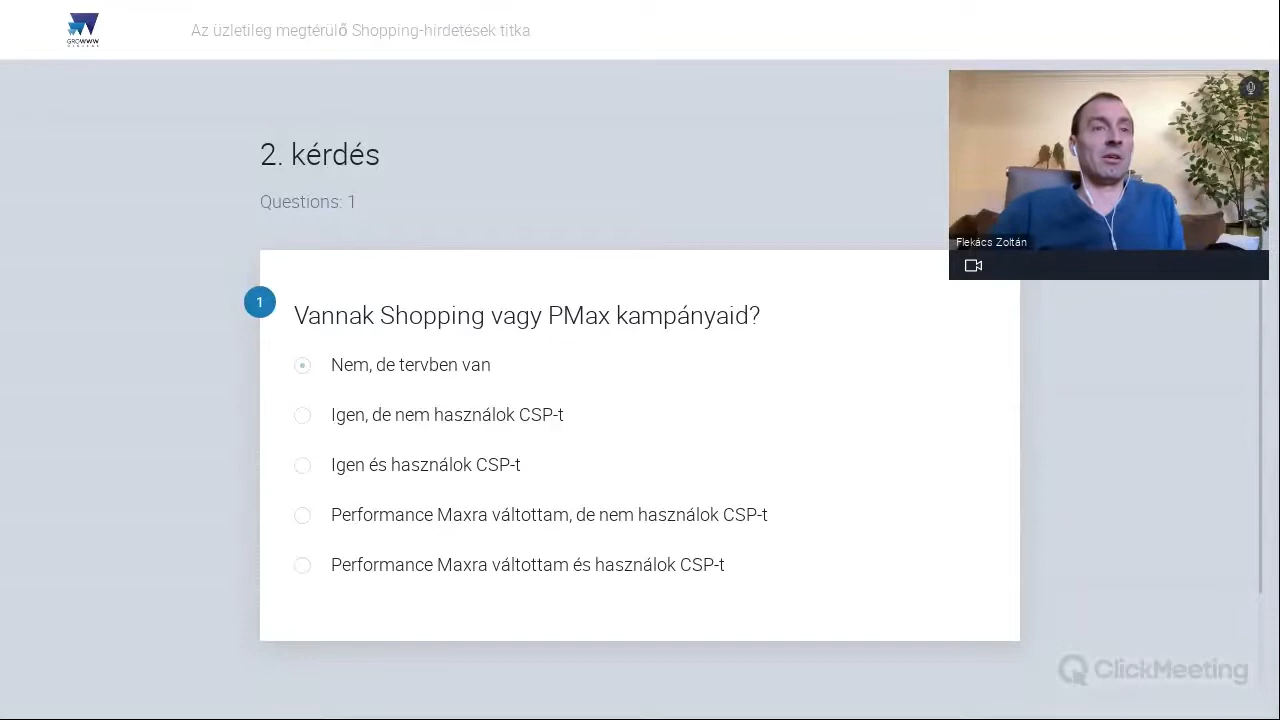 GROWWW
DIGITAL
Az üzletileg megtérülő Shopping-hirdetések titka
2. kérdés
Questions: 1
Flekács Zoltán
1
Vannak Shopping vagy PMax kampányaid?
Nem, de tervben van
Igen, de nem használok CSP-t
Igen és használok CSP-t
Performance Maxra váltottam, de nem használok CSP-t
Performance Maxra váltottam és használok CSP-t
ClickMeeting